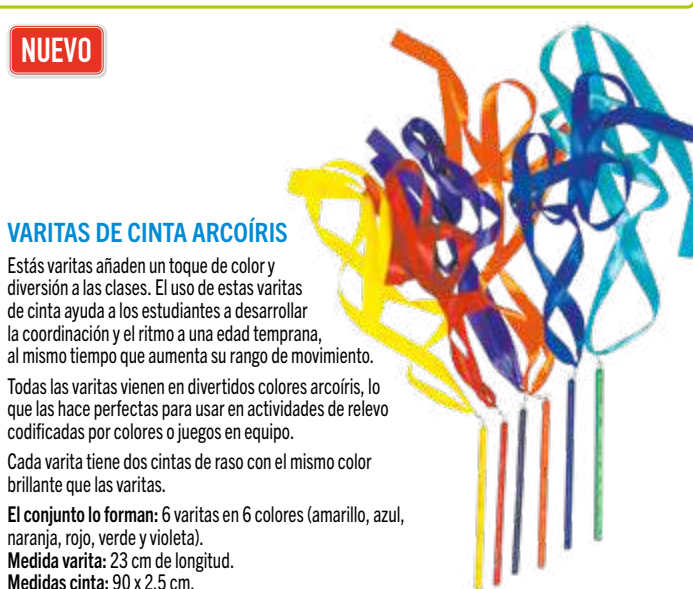 NUEVO
VARITAS DE CINTA ARCOÍRIS
Estás varitas añaden un toque de color y
diversión a las clases. El uso de estas varitas
de cinta ayuda a los estudiantes a desarrollar
la coordinación y el ritmo a una edad temprana,
al mismo tiempo que aumenta su rango de movimiento.
Todas las varitas vienen en divertidos colores arcoíris, lo
que las hace perfectas para usar en actividades de relevo
codificadas por colores o juegos en equipo.
Cada varita tiene dos cintas de raso con el mismo color
brillante que las varitas.
El conjunto lo forman: 6 varitas en 6 colores (amarillo, azul,
naranja, rojo, verde y violeta).
Medida varita: 23 cm de longitud.
Medidas cinta: 90 x 2,5 cm.